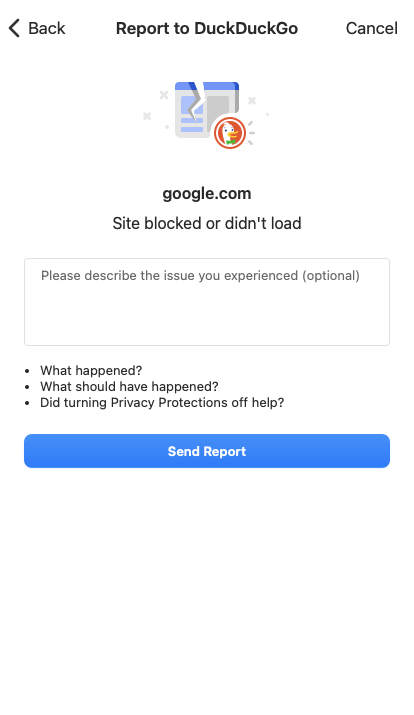 Back
Report to DuckDuckGo
Cancel
google.com
Site blocked or didn't load
Please describe the issue you experienced (optional)
• What happened?
• What should have happened?
• Did turning Privacy Protections off help?
Send Report